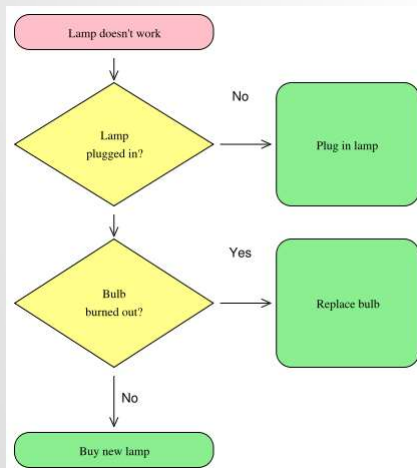 Lamp doesn't work
No
Lamp
plugged in?
Plug in lamp
Yes
Bulb
burned out?
Replace bulb
No
Buy new lamp